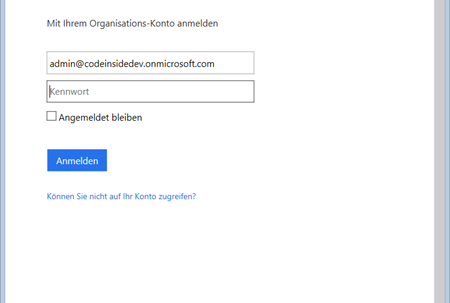 Mit Ihrem Organisations-Konto anmelden
admin@codeinsidedev.onmicrosoft.com
Kennwort
Angemeldet bleiben
Anmelden
Können Sie nicht auf Ihr Konto zugreifen?